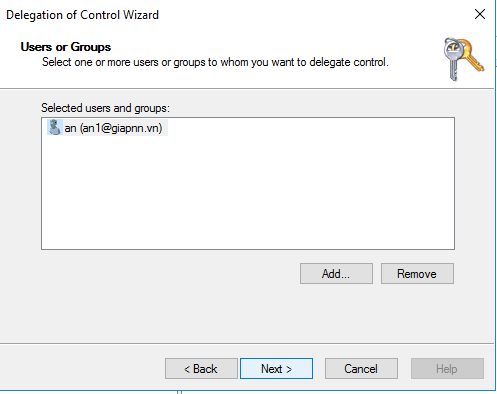 Delegation of Control Wizard
Users or Groups
Select one or more users or groups to whom you want to delegate control.
Selected users and groups:
an (an1@giapnn.vn)
Add... Remove
< Back Next > Cancel Help